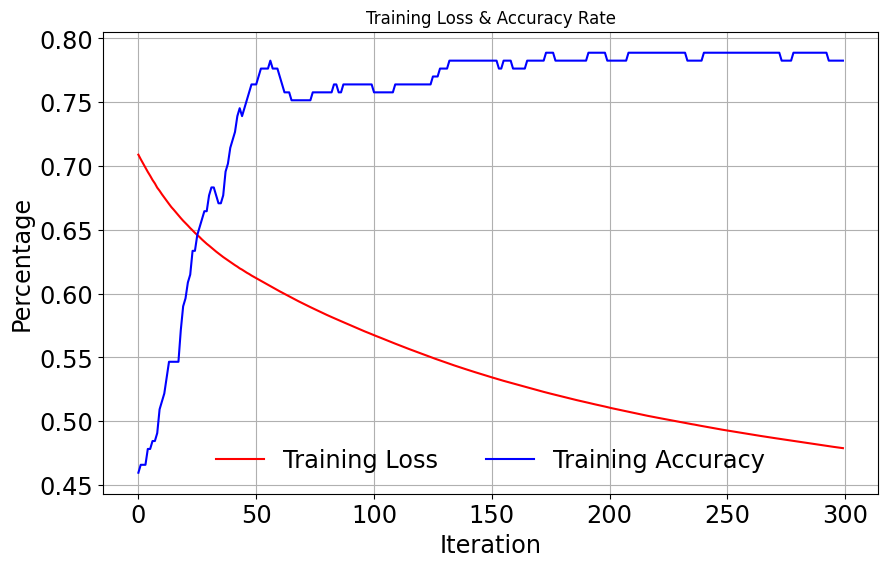 Training Loss & Accuracy Rate
0.80
0.75
0.70
0.65
0.60
0.55
0.50
0.45
Percentage
Training Loss Training Accuracy
0 50 100 150 200 250 300
Iteration